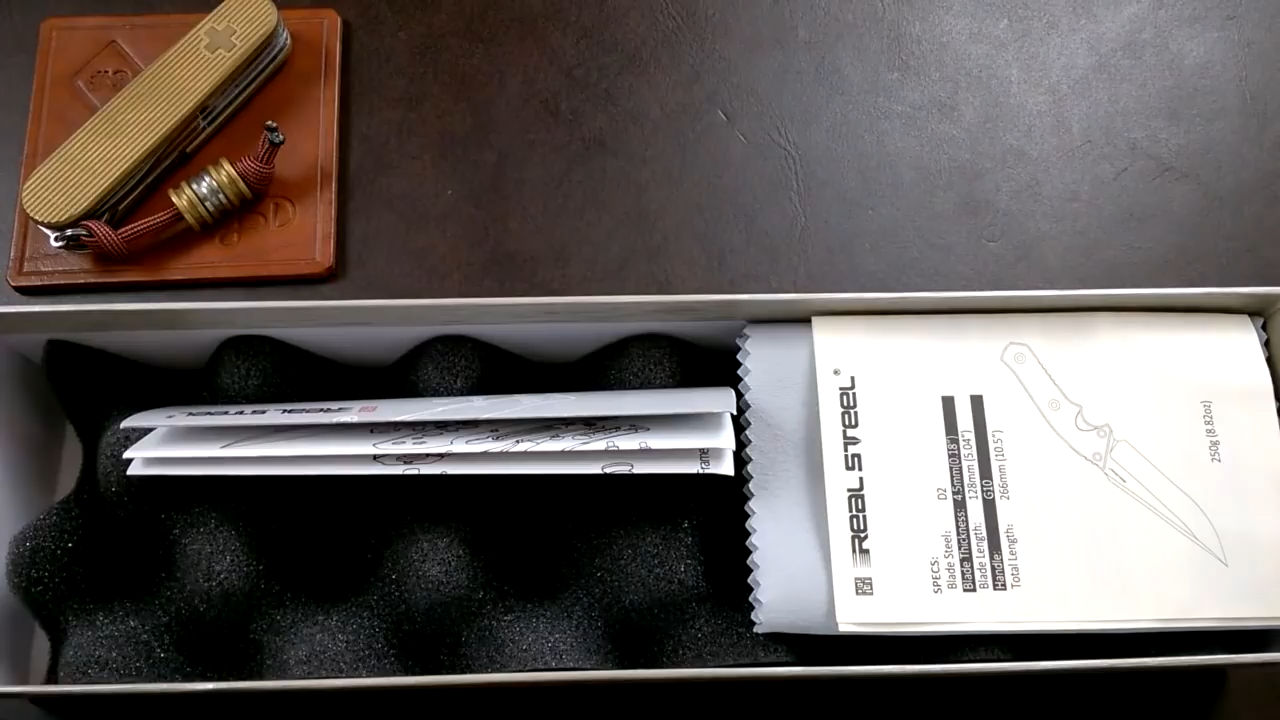 REAL STEEL®
SPECS:
Blade Steel: D2
Blade Thickness: 4.5mm(0.18")
Blade Length: 128mm (5.04")
Handle: G10
Total Length: 266mm (10.5")
250g (8.82oz)
REAL STEEL®